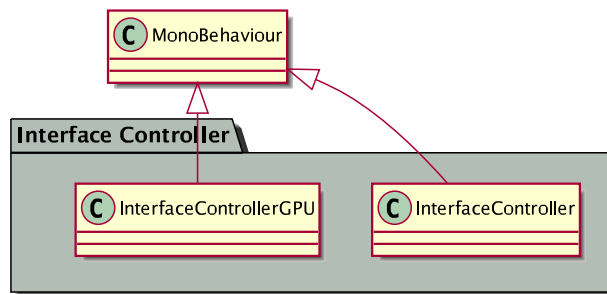 C MonoBehaviour
Interface Controller
C InterfaceControllerGPU
C InterfaceController